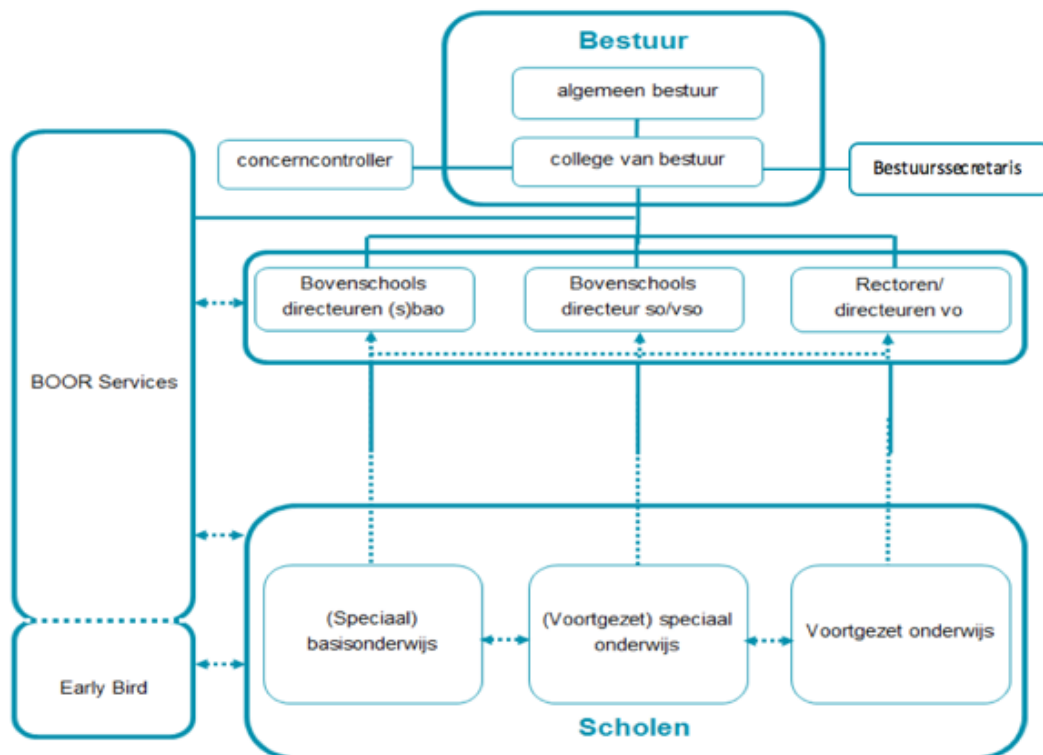 Bestuur
algemeen bestuur
concerncontroller
college van bestuur
Bestuurssecretaris
Bovenschools
directeuren (s)bao
Bovenschools
directeur so/vso
Rectoren/
directeuren vo
BOOR Services
(Speciaal)
basisonderwijs
(Voortgezet) speciaal
onderwijs
Voortgezet onderwijs
Early Bird
Scholen